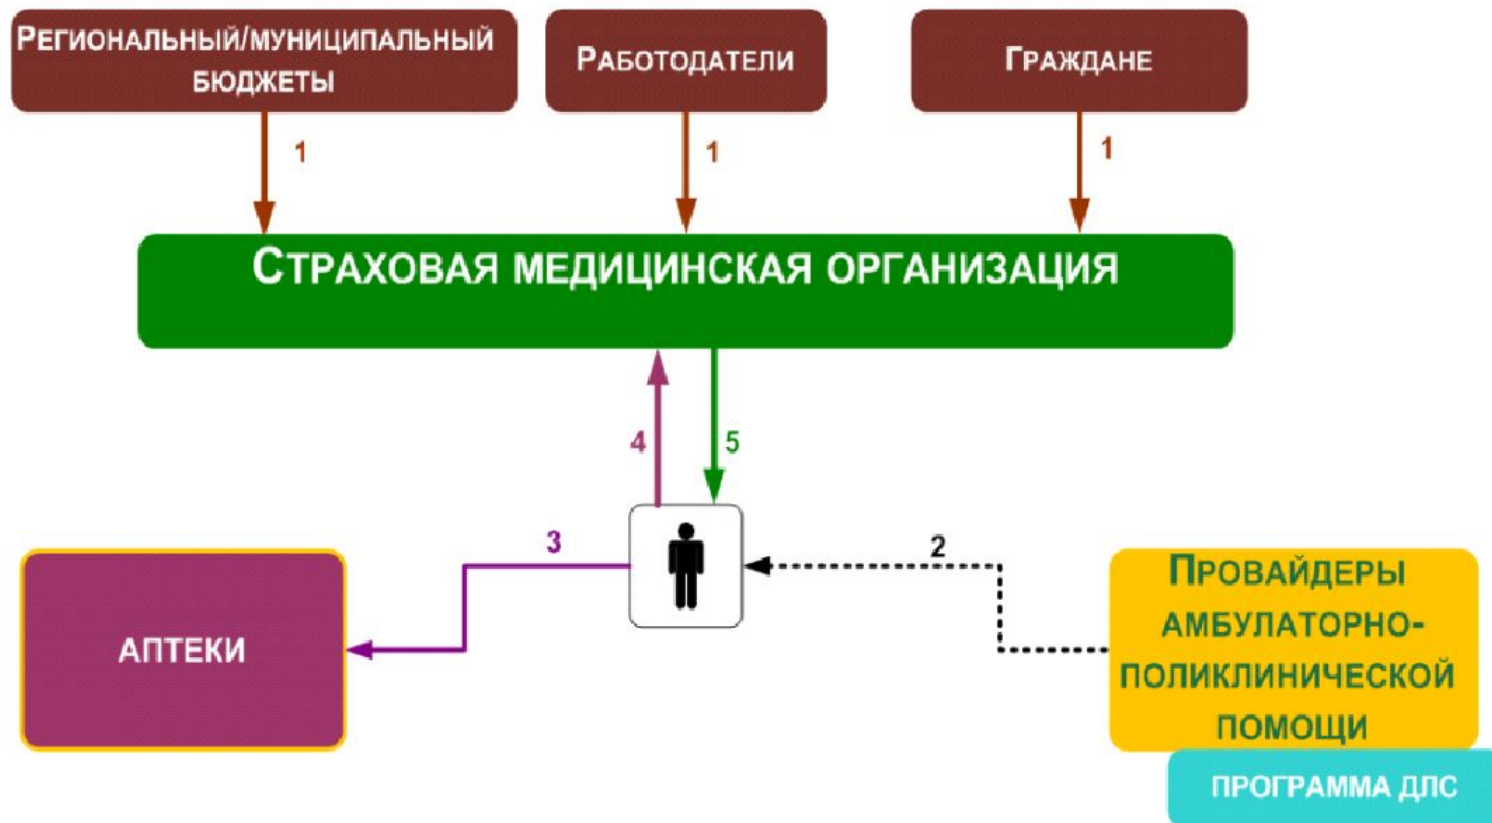 РЕГИОНАЛЬНЫЙ/МУНИЦИПАЛЬНЫЙ
БЮДЖЕТЫ
РАБОТОДАТЕЛИ
ГРАЖДАНЕ
1
1
1
СТРАХОВАЯ МЕДИЦИНСКАЯ ОРГАНИЗАЦИЯ
4
5
3
2
АПТЕКИ
ПРОВАЙДЕРЫ
АМБУЛАТОРНО-
ПОЛИКЛИНИЧЕСКОЙ
ПОМОЩИ
ПРОГРАММА ДЛС